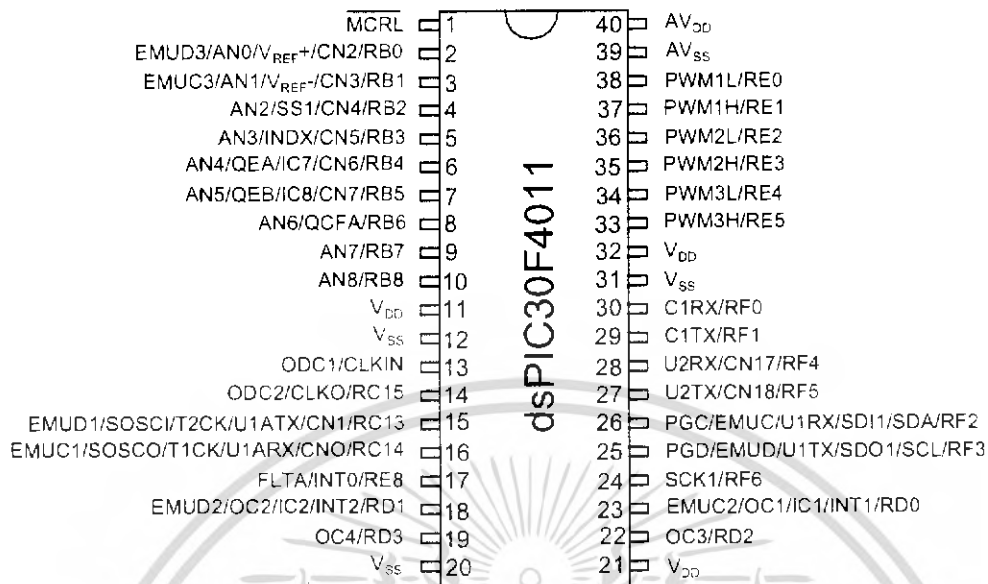 MCRL 1 40 AVDD
EMUD3/AN0/VREF+/CN2/RB0 2 39 AVSS
EMUC3/AN1/VREF-/CN3/RB1 3 38 PWM1L/RE0
AN2/SS1/CN4/RB2 4 37 PWM1H/RE1
AN3/INDX/CN5/RB3 5 36 PWM2L/RE2
AN4/QEA/IC7/CN6/RB4 6 35 PWM2H/RE3
AN5/QEB/IC8/CN7/RB5 7 34 PWM3L/RE4
AN6/QCFA/RB6 8 33 PWM3H/RE5
AN7/RB7 9 32 VDD
AN8/RB8 10 31 VSS
VDD 11 30 C1RX/RF0
VSS 12 29 C1TX/RF1
ODC1/CLKIN 13 28 U2RX/CN17/RF4
ODC2/CLKO/RC15 14 27 U2TX/CN18/RF5
EMUD1/SOSCI/T2CK/U1ATX/CN1/RC13 15 26 PGC/EMUC/U1RX/SDI1/SDA/RF2
EMUC1/SOSCO/T1CK/U1ARX/CNO/RC14 16 25 PGD/EMUD/U1TX/SDO1/SCL/RF3
FLTA/INT0/RE8 17 24 SCK1/RF6
EMUD2/OC2/IC2/INT2/RD1 18 23 EMUC2/OC1/IC1/INT1/RD0
OC4/RD3 19 22 OC3/RD2
VSS 20 21 VDD
dsPIC30F4011